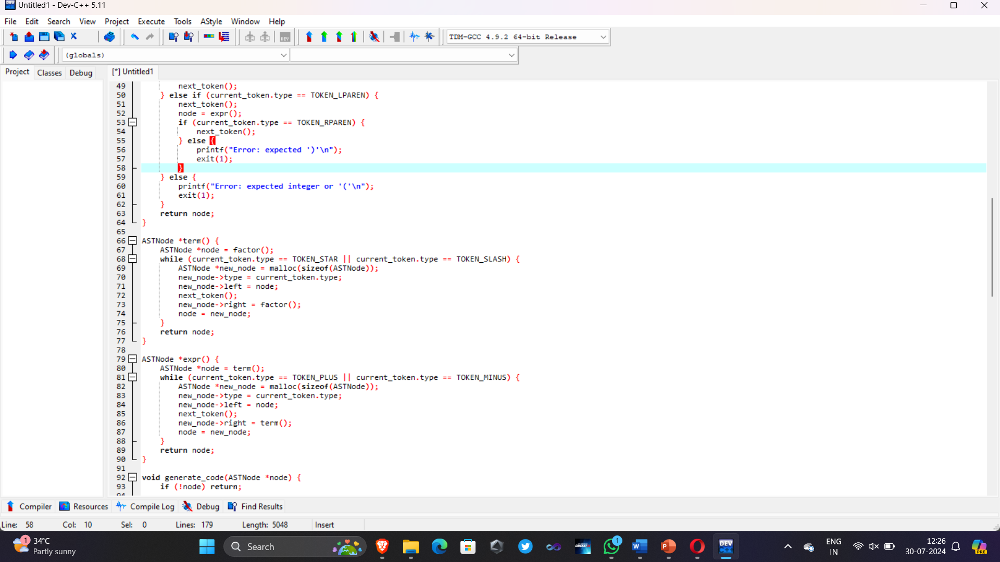 Untitled1 - Dev-C++ 5.11
File Edit Search View Project Execute Tools AStyle Window Help
TDM-GCC 4.9.2 64-bit Release
(globals)
Project Classes Debug [*] Untitled1
49 next_token();
50 } else if (current_token.type == TOKEN_LPAREN) {
51 next_token();
52 node = expr();
53 if (current_token.type == TOKEN_RPAREN) {
54 next_token();
55 } else {
56 printf("Error: expected ')'\n");
57 exit(1);
58 }
59 } else {
60 printf("Error: expected integer or '('\n");
61 exit(1);
62 }
63 return node;
64 }
65
66 ASTNode *term() {
67 ASTNode *node = factor();
68 while (current_token.type == TOKEN_STAR || current_token.type == TOKEN_SLASH) {
69 ASTNode *new_node = malloc(sizeof(ASTNode));
70 new_node->type = current_token.type;
71 new_node->left = node;
72 next_token();
73 new_node->right = factor();
74 node = new_node;
75 }
76 return node;
77 }
78
79 ASTNode *expr() {
80 ASTNode *node = term();
81 while (current_token.type == TOKEN_PLUS || current_token.type == TOKEN_MINUS) {
82 ASTNode *new_node = malloc(sizeof(ASTNode));
83 new_node->type = current_token.type;
84 new_node->left = node;
85 next_token();
86 new_node->right = term();
87 node = new_node;
88 }
89 return node;
90 }
91
92 void generate_code(ASTNode *node) {
93 if (!node) return;
94
Compiler Resources Compile Log Debug Find Results
Line: 58 Col: 10 Sel: 0 Lines: 179 Length: 5048 Insert
1 34°C
Partly sunny
Search
1
ENG
IN
12:26
30-07-2024
PRE